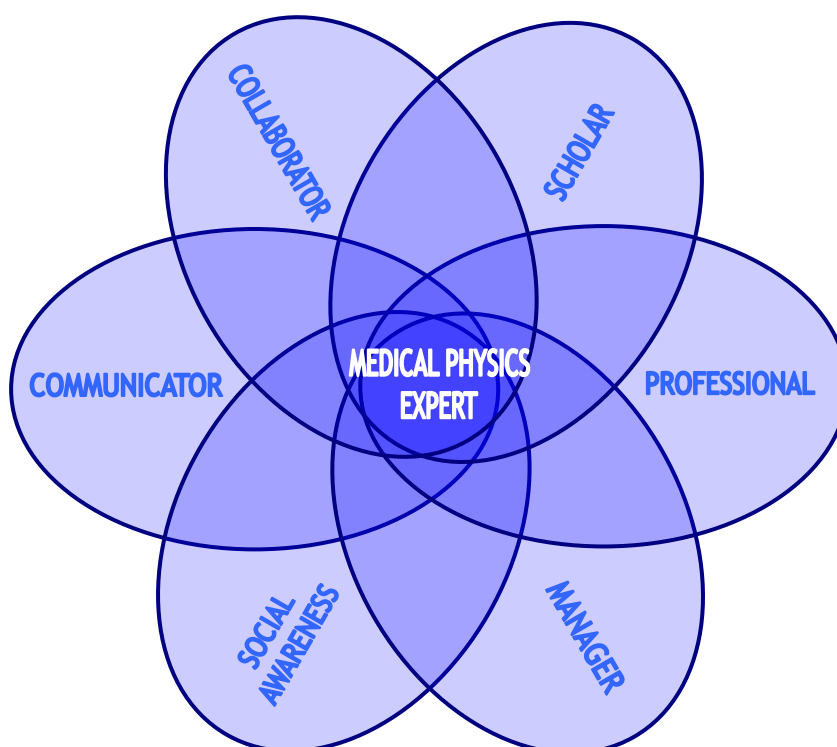 COLLABORATOR
SCHOLAR
COMMUNICATOR
MEDICAL PHYSICS
EXPERT
PROFESSIONAL
SOCIAL
AWARENESS
MANAGER